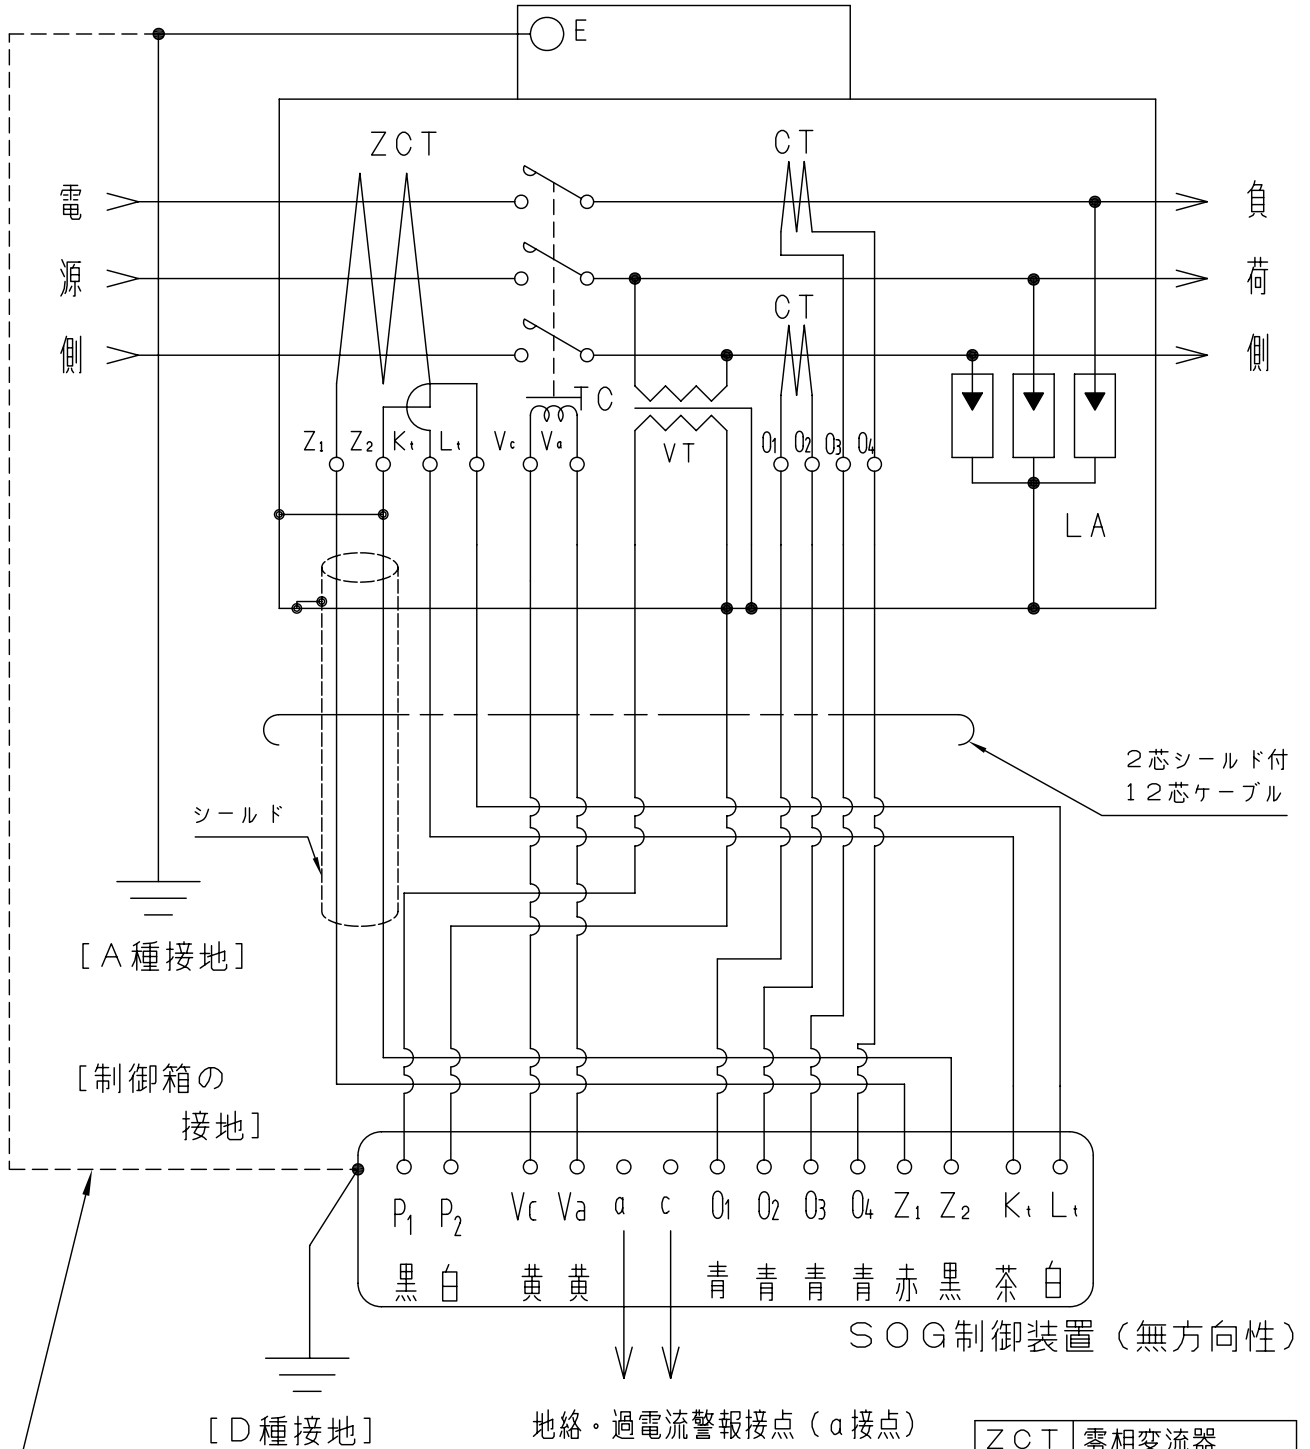 E
ZCT
CT
電
源
側
負
荷
側
CT
TC
Z1 Z2 Kt Lt Vc Va
VT
O1 O2 O3 O4
LA
2芯シールド付
12芯ケーブル
シールド
[A種接地]
[制御箱の
接地]
P1 P2 Vc Va a c O1 O2 O3 O4 Z1 Z2 Kt Lt
黒 白 黄 黄 青 青 青 青 赤 黒 茶 白
SOG制御装置(無方向性)
[D種接地]
地絡・過電流警報接点(a接点)
ZCT 零相変流器